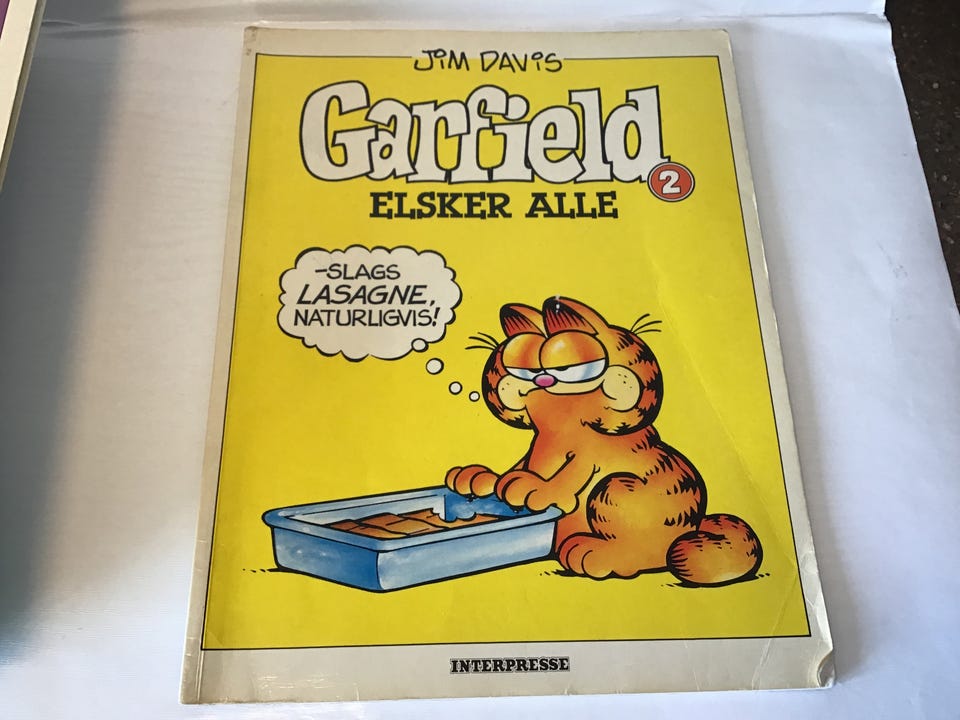 JIM DAVIS
Garfield
2
ELSKER ALLE
-SLAGS
LASAGNE,
NATURLIGVIS!
INTERPRESSE